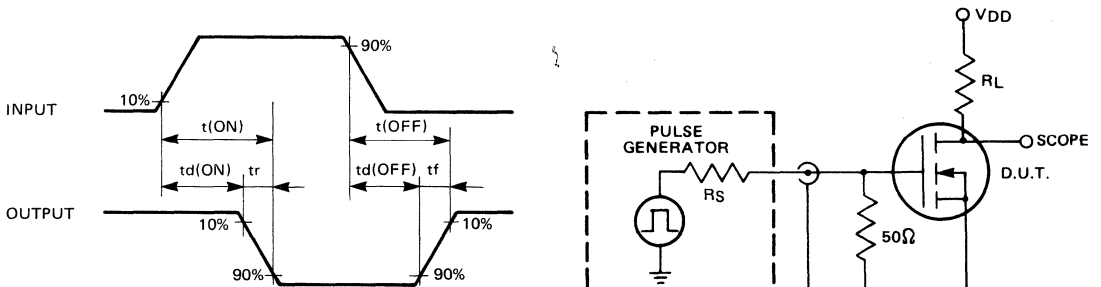 INPUT
10%
90%
t(ON)
t(OFF)
td(ON)
tr
td(OFF)
tf
OUTPUT
10%
10%
90%
90%
VDD
RL
PULSE
GENERATOR
RS
SCOPE
D.U.T.
50Ω